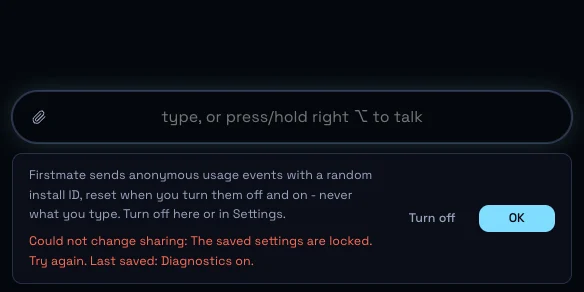 type, or press/hold right ⌥ to talk
Firstmate sends anonymous usage events with a random
install ID, reset when you turn them off and on - never
what you type. Turn off here or in Settings.
Could not change sharing: The saved settings are locked.
Try again. Last saved: Diagnostics on.
Turn off
OK